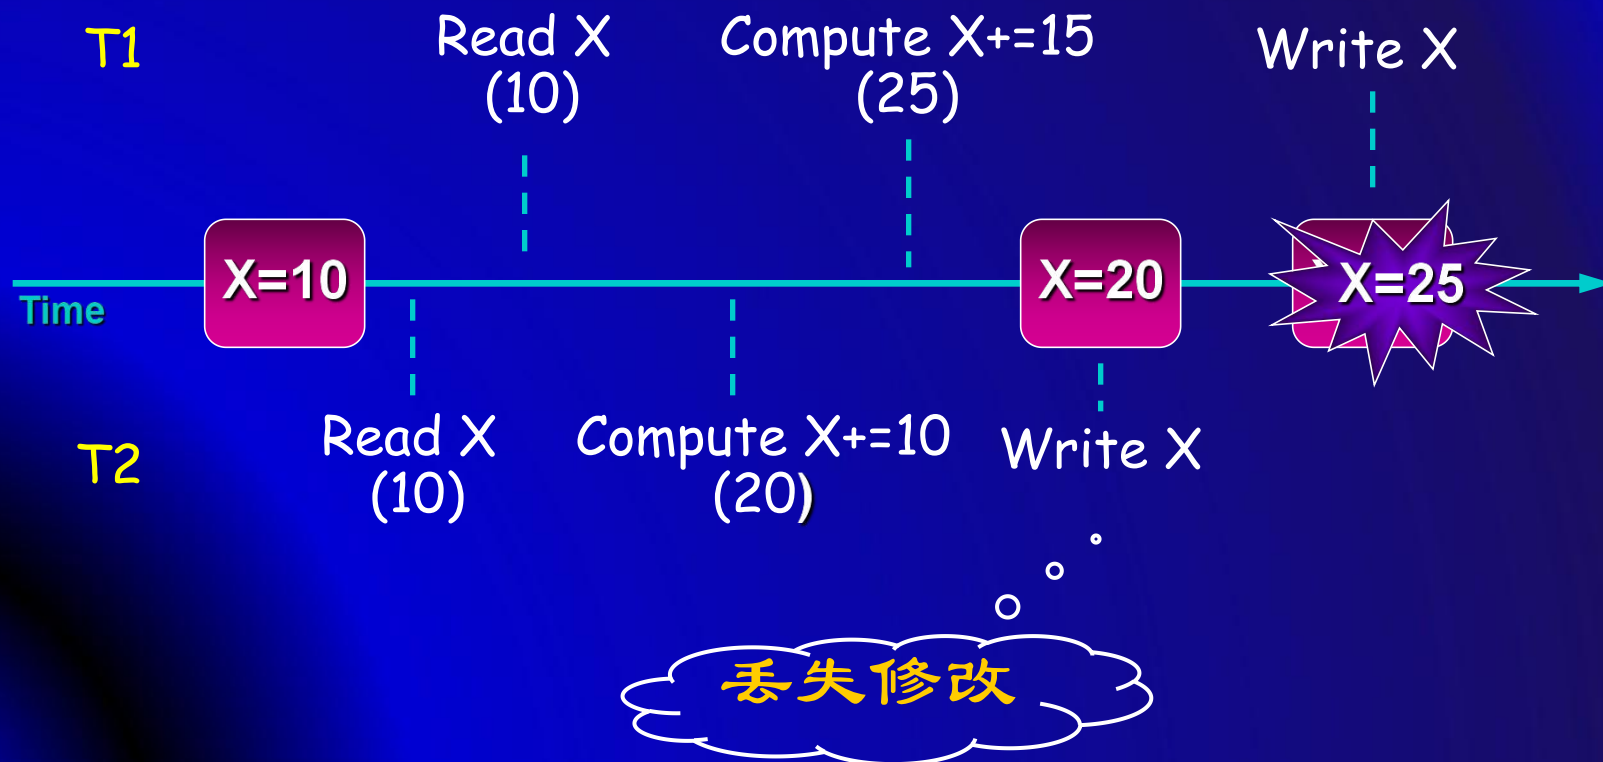 T1
Read X
(10)
Compute X+=15
(25)
Write X
X=10
X=20
X=25
Time
T2
Read X
(10)
Compute X+=10
(20)
Write X
丢失修改